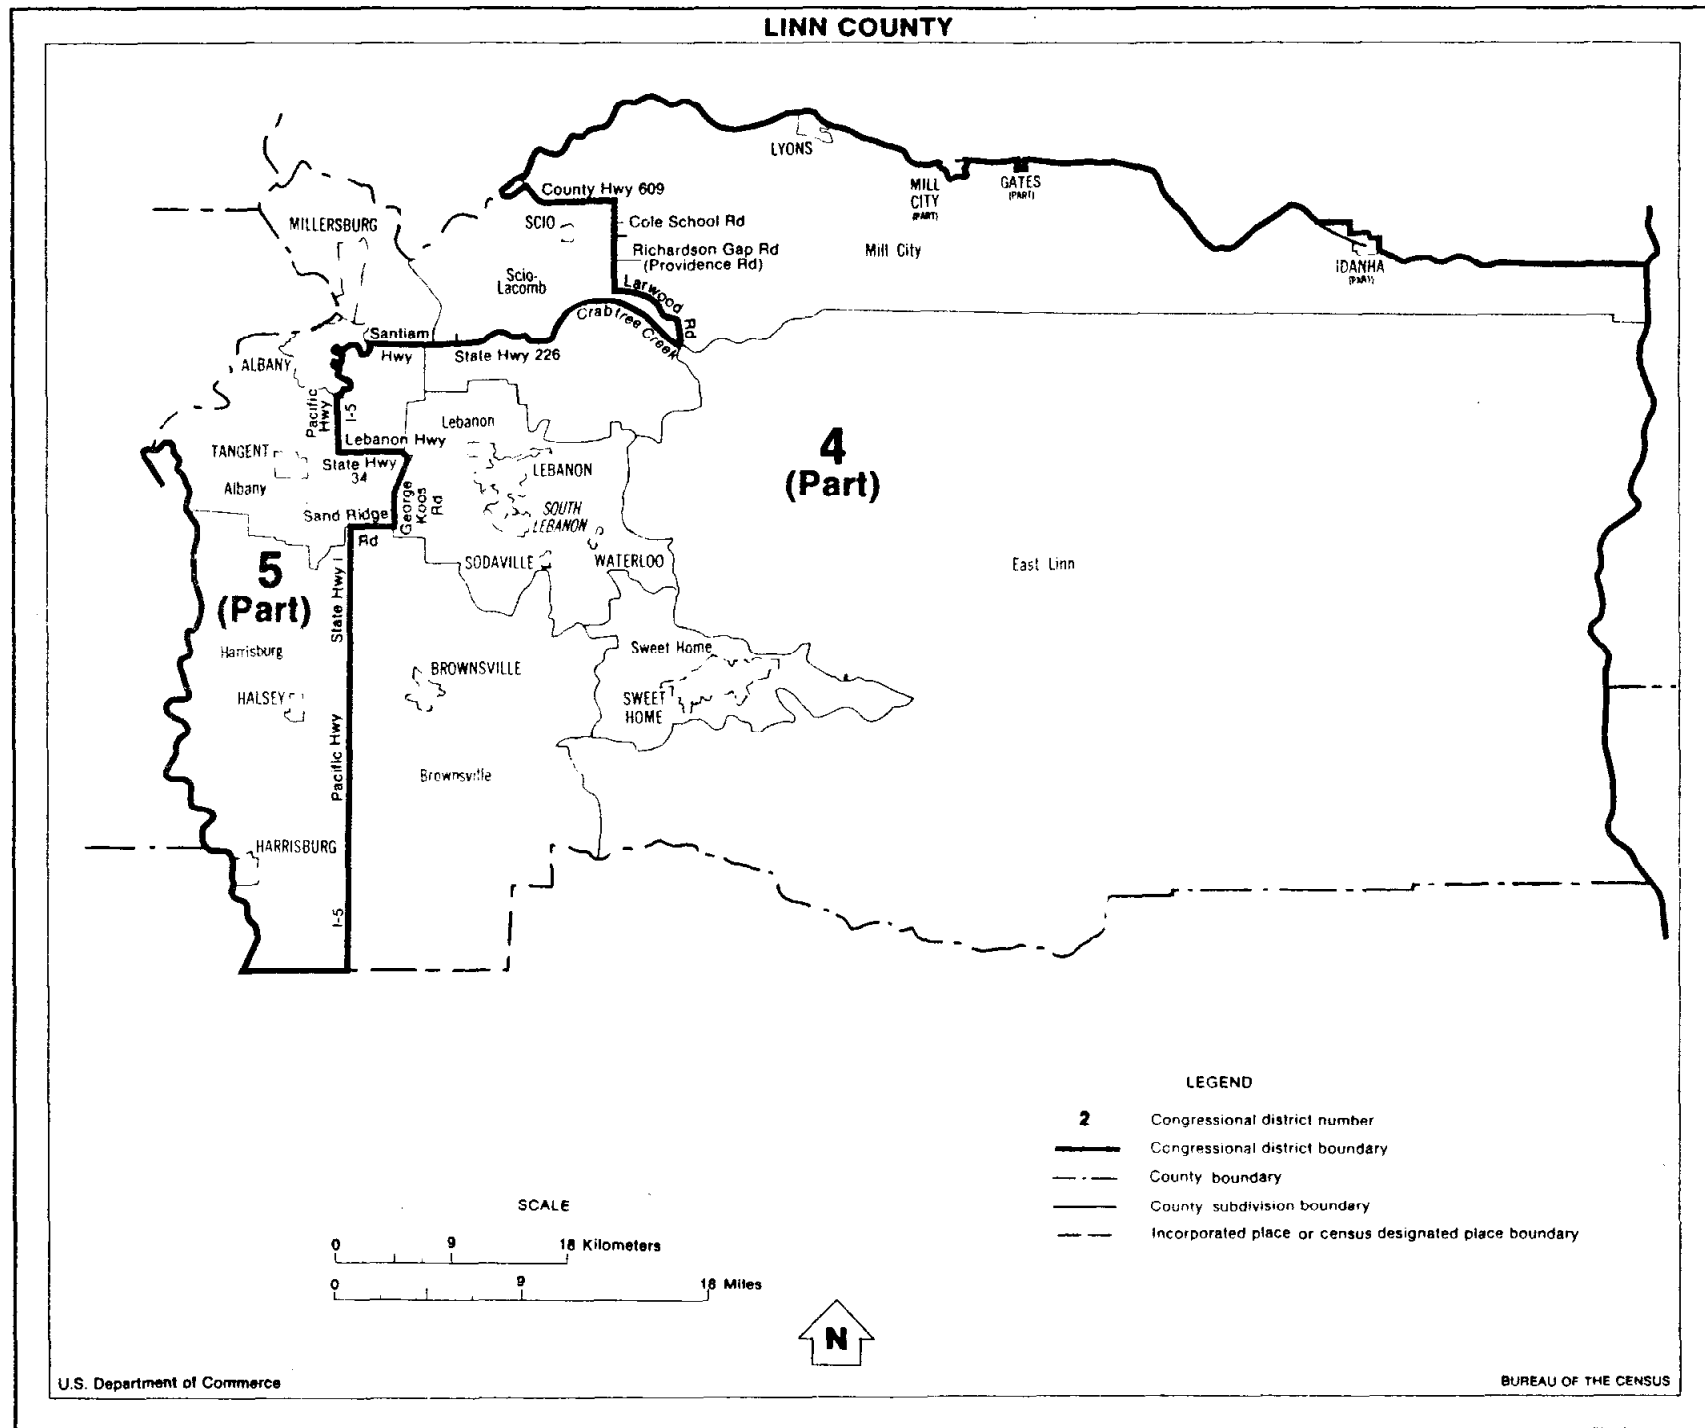 LINN COUNTY
LYONS
MILL
CITY
(PART)
GATES
(PART)
County Hwy 609
SCIO
Cole School Rd
MILLERSBURG
Richardson Gap Rd
(Providence Rd)
Mill City
IDANHA
(PART)
Scio-
Lacomb
Larwood
Rd
Crabtree Creek
Santiam
Hwy
State Hwy 226
ALBANY
Pacific
Hwy
I-5
Lebanon
4
(Part)
Lebanon Hwy
State Hwy
34
TANGENT
Albany
LEBANON
George
Koos
Rd
SOUTH
LEBANON
Sand Ridge
Rd
SODAVILLE
WATERLOO
East Linn
5
(Part)
State Hwy I
Harrisburg
Sweet Home
BROWNSVILLE
HALSEY
SWEET
HOME
Pacific Hwy
Brownsville
HARRISBURG
I-5
LEGEND
2 Congressional district number
Congressional district boundary
County boundary
County subdivision boundary
Incorporated place or census designated place boundary
SCALE
0 9 18 Kilometers
0 9 18 Miles
N
U.S. Department of Commerce
BUREAU OF THE CENSUS